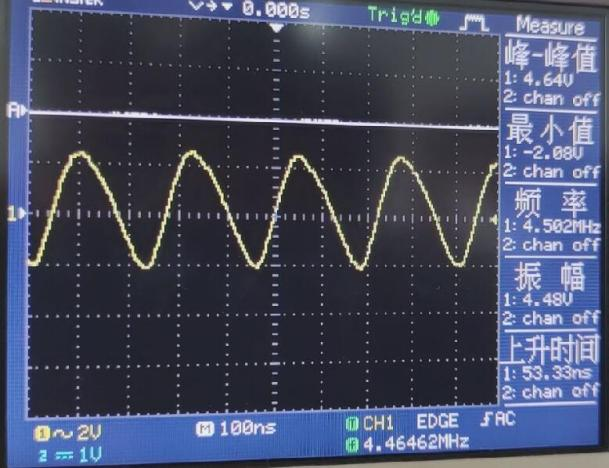 0.000s
Trig'd
Measure
峰-峰值
1: 4.64V
2: chan off
最小值
1: -2.08V
2: chan off
频 率
1: 4.502MHz
2: chan off
振 幅
1: 4.48V
2: chan off
上升时间
1: 53.33ns
2: chan off
A
1
1 ~ 2V
M 100ns
T CH1 EDGE AC
2 1V
f 4.46462MHz